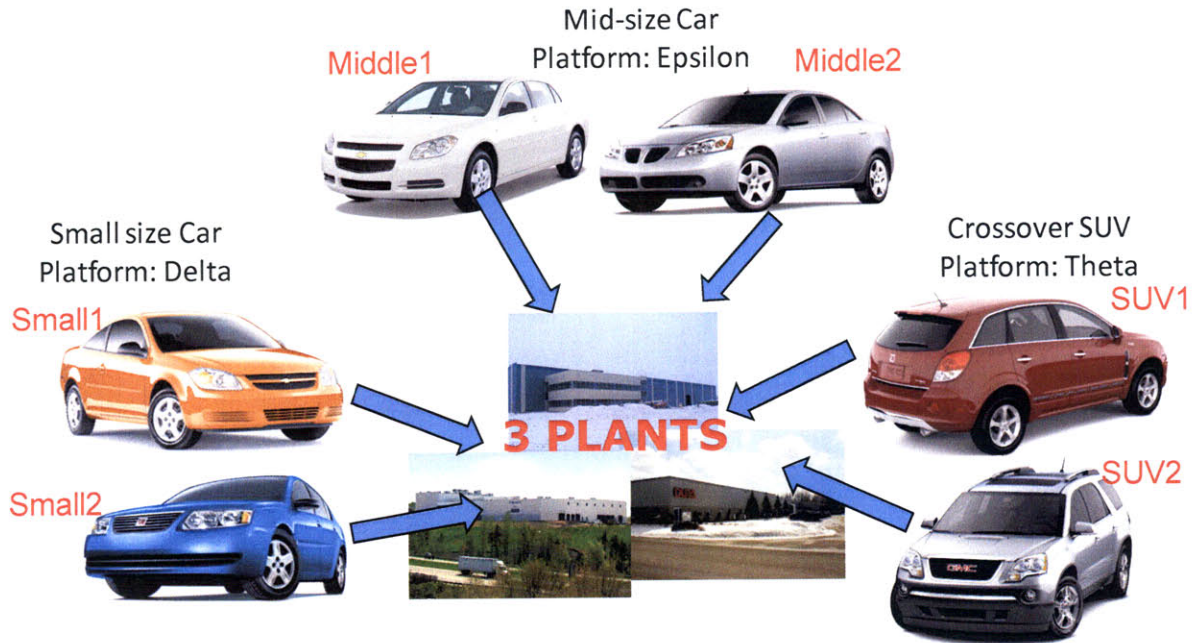 Mid-size Car
Platform: Epsilon
Middle1
Middle2
Small size Car
Platform: Delta
Small1
Small2
Crossover SUV
Platform: Theta
SUV1
SUV2
3 PLANTS
GMC